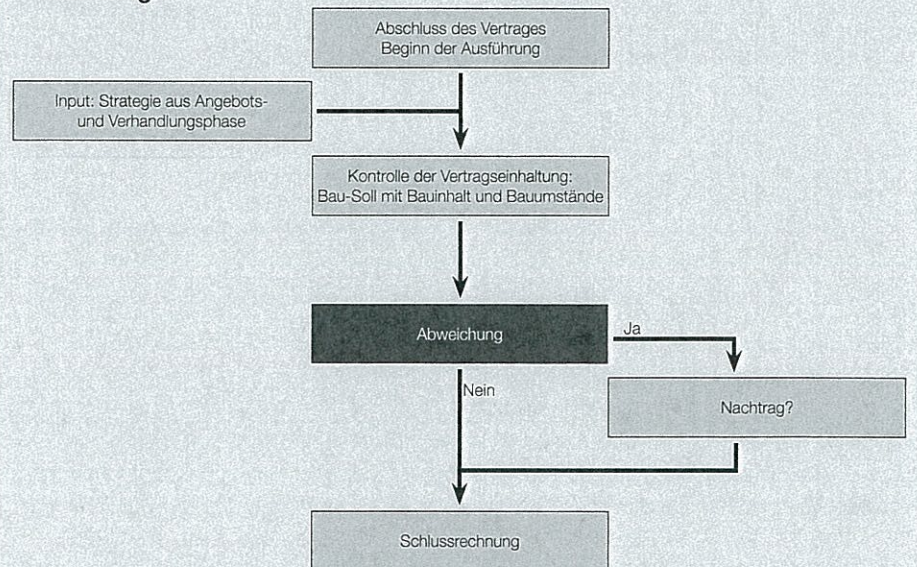 Abschluss des Vertrages
Beginn der Ausführung
Input: Strategie aus Angebots-
und Verhandlungsphase
Kontrolle der Vertragseinhaltung:
Bau-Soll mit Bauinhalt und Bauumstände
Abweichung
Ja
Nein
Nachtrag?
Schlussrechnung